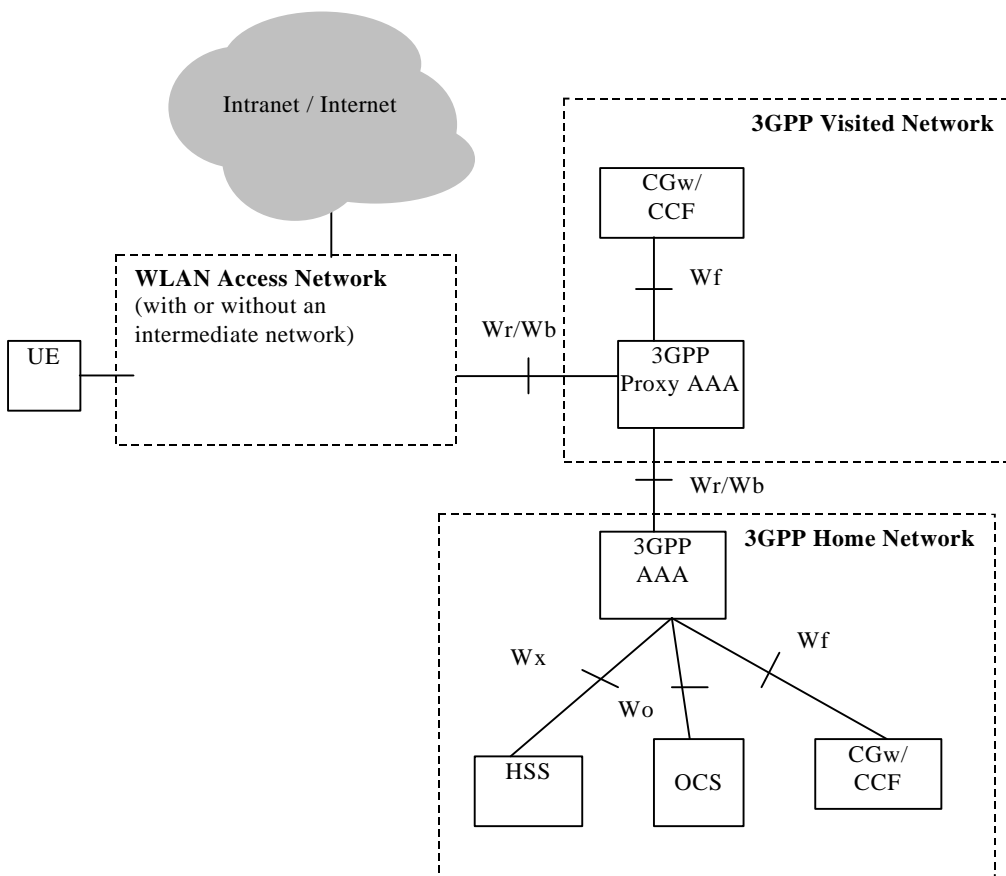 Intranet / Internet
3GPP Visited Network
CGw/
CCF
Wf
WLAN Access Network
(with or without an
intermediate network)
Wr/Wb
UE
3GPP
Proxy AAA
Wr/Wb
3GPP Home Network
3GPP
AAA
Wx
Wo
Wf
HSS
OCS
CGw/
CCF